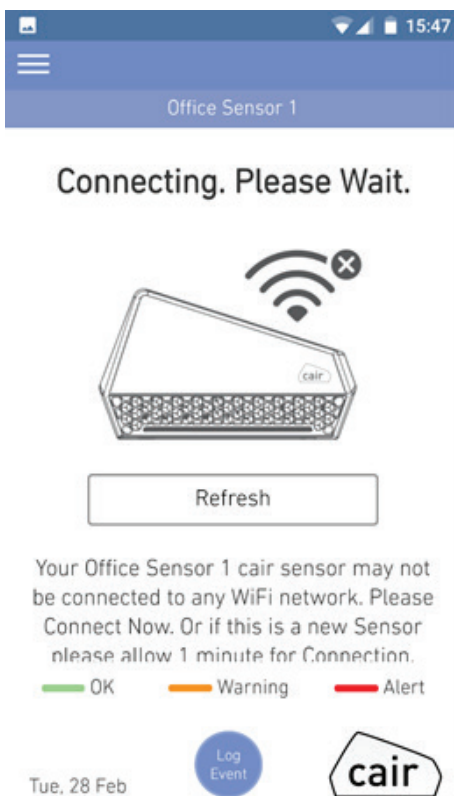 15:47
Office Sensor 1
Connecting. Please Wait.
cair
Refresh
Your Office Sensor 1 cair sensor may not
be connected to any WiFi network. Please
Connect Now. Or if this is a new Sensor
please allow 1 minute for Connection.
OK Warning Alert
Log
Event
Tue, 28 Feb
cair